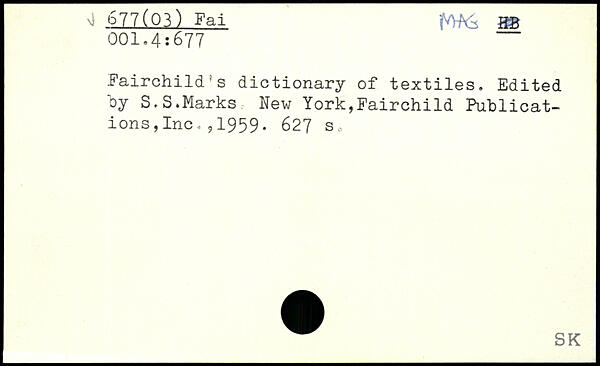 677(03) Fai MAG HB
001.4:677
Fairchild's dictionary of textiles. Edited
by S.S.Marks. New York,Fairchild Publicat-
ions,Inc.,1959. 627 s.
SK